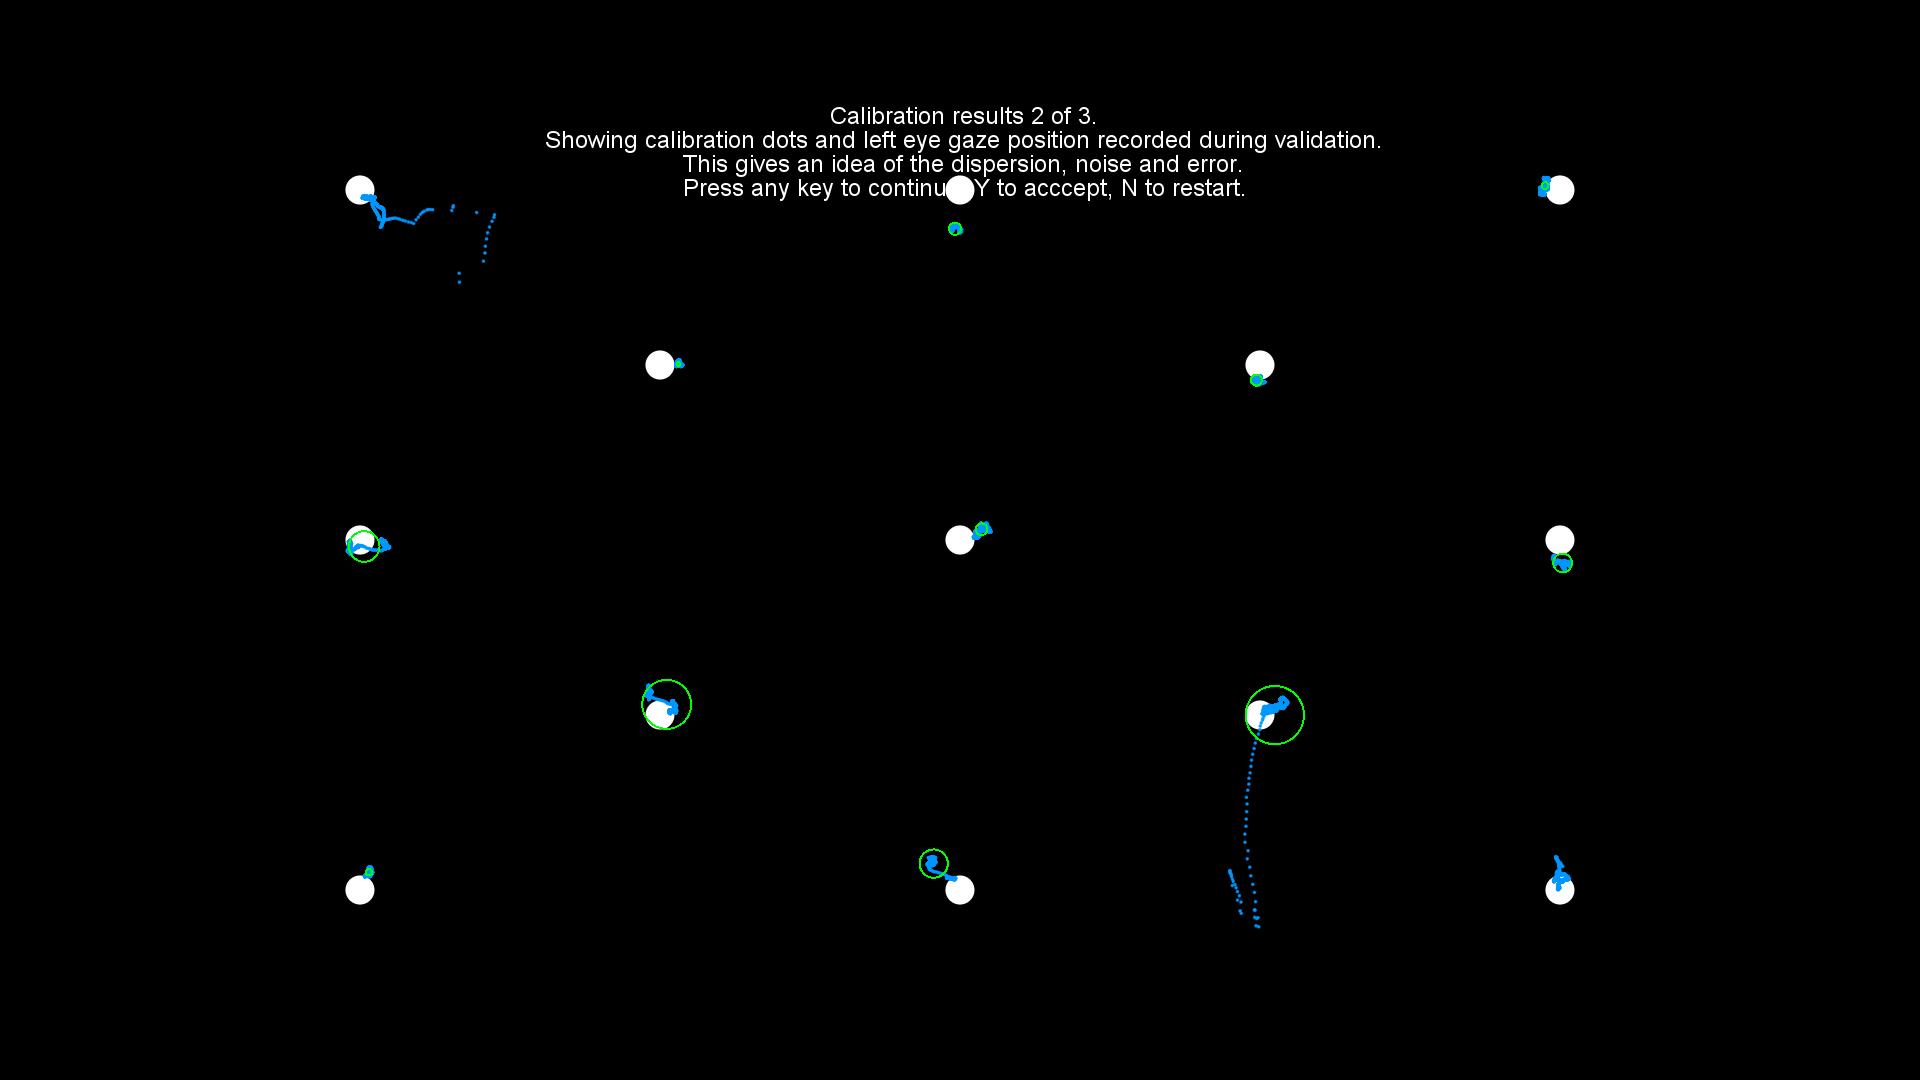 Calibration results 2 of 3.
Showing calibration dots and left eye gaze position recorded during validation.
This gives an idea of the dispersion, noise and error.
Press any key to continu Y to acccept, N to restart.